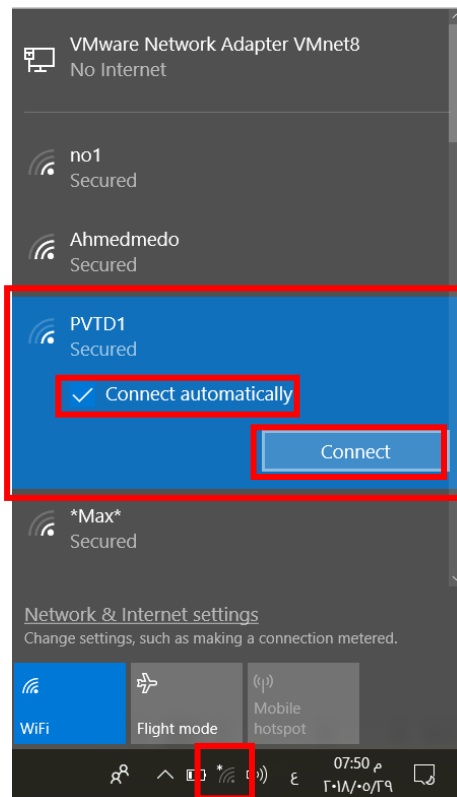 VMware Network Adapter VMnet8
No Internet
no1
Secured
Ahmedmedo
Secured
PVTD1
Secured
Connect automatically
Connect
*Max*
Secured
Network & Internet settings
Change settings, such as making a connection metered.
WiFi
Flight mode
Mobile
hotspot
ع
07:50 م
٢٠١٨/٠٥/٢٩